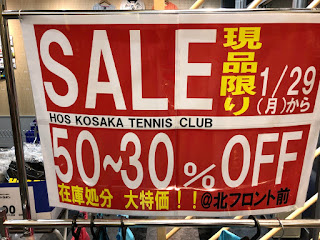 SALE
現品限り
1/29
(月)から
HOS KOSAKA TENNIS CLUB
50~30% OFF
在庫処分 大特価!! @北フロント前